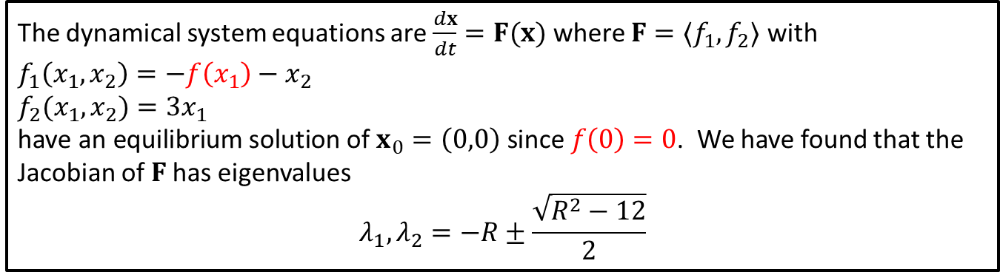 The dynamical system equations are $\frac{d\mathbf{x}}{dt} = \mathbf{F}(\mathbf{x})$ where $\mathbf{F} = \langle f_1, f_2 \rangle$ with
$f_1(x_1, x_2) = -f(x_1) - x_2$
$f_2(x_1, x_2) = 3x_1$
have an equilibrium solution of $\mathbf{x}_0 = (0,0)$ since $f(0) = 0$. We have found that the
Jacobian of $\mathbf{F}$ has eigenvalues
$\lambda_1, \lambda_2 = -R \pm \frac{\sqrt{R^2 - 12}}{2}$